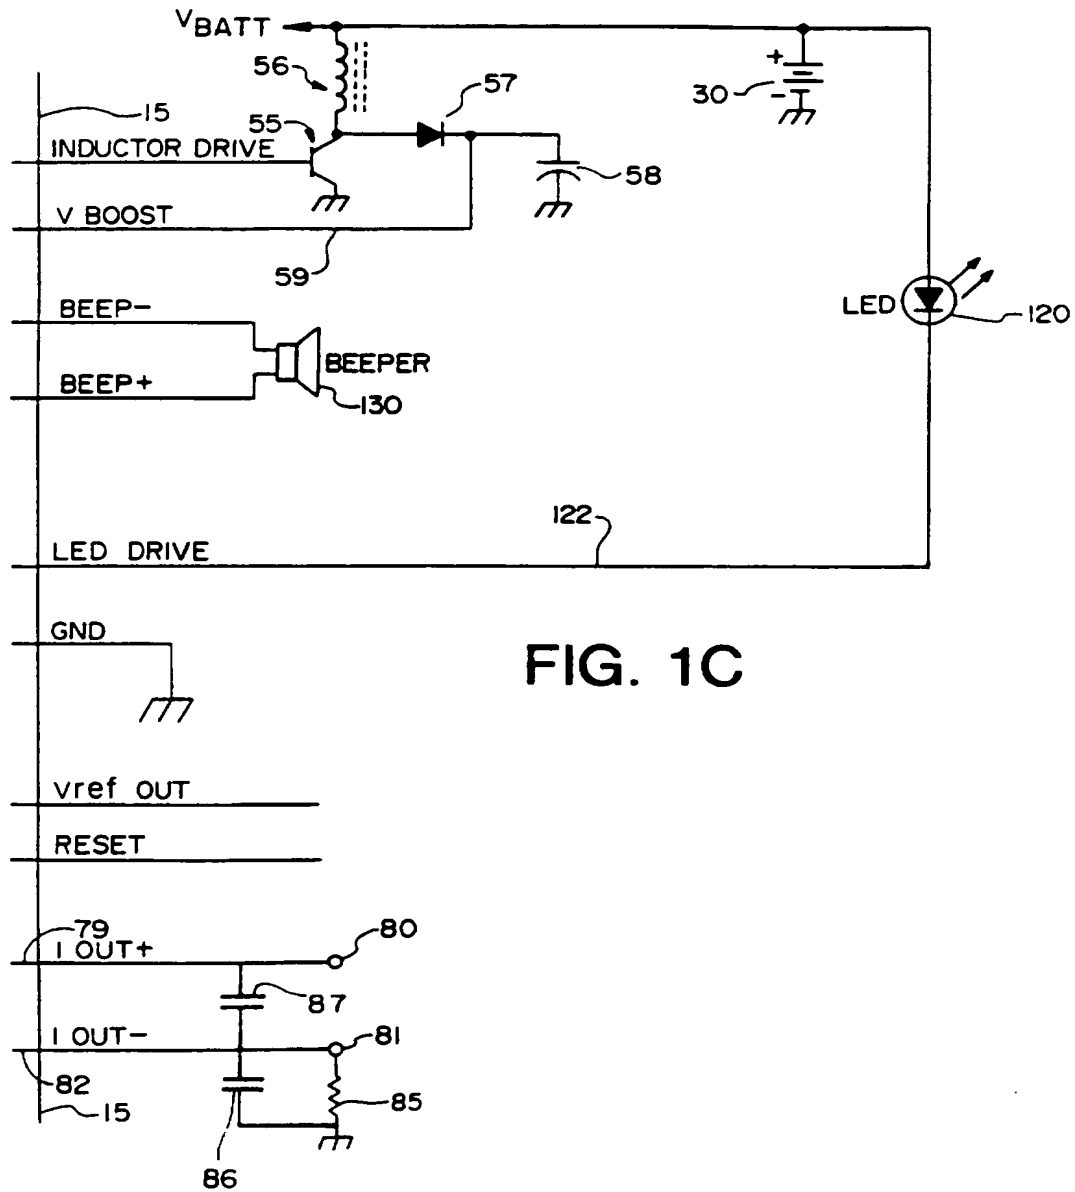 VBATT
56
57
30
15
55
INDUCTOR DRIVE
58
V BOOST
59
BEEP-
LED
120
BEEPER
BEEP+
130
122
LED DRIVE
GND
FIG. 1C
Vref OUT
RESET
79
80
I OUT+
87
I OUT-
81
82
85
15
86